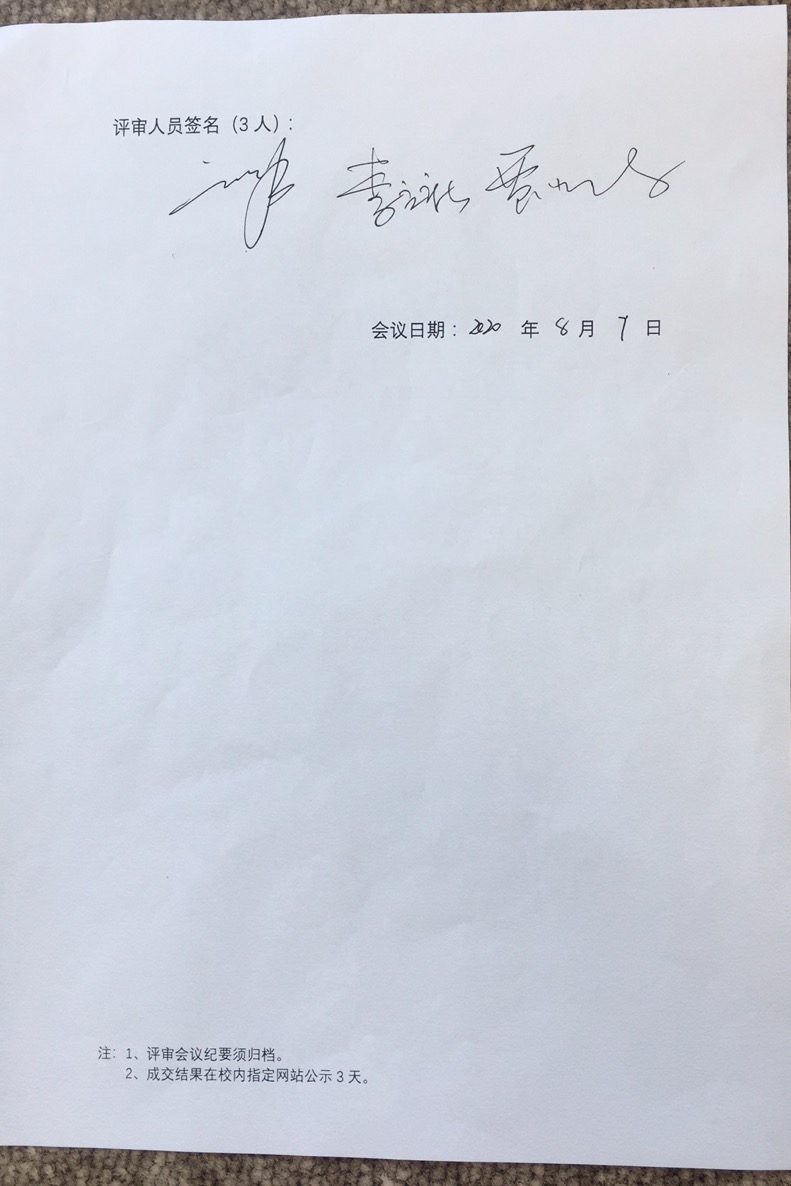 评审人员签名（3 人）：
李
会议日期：2020 年 8 月 7 日
注：1、评审会议纪要须归档。
2、成交结果在校内指定网站公示 3 天。